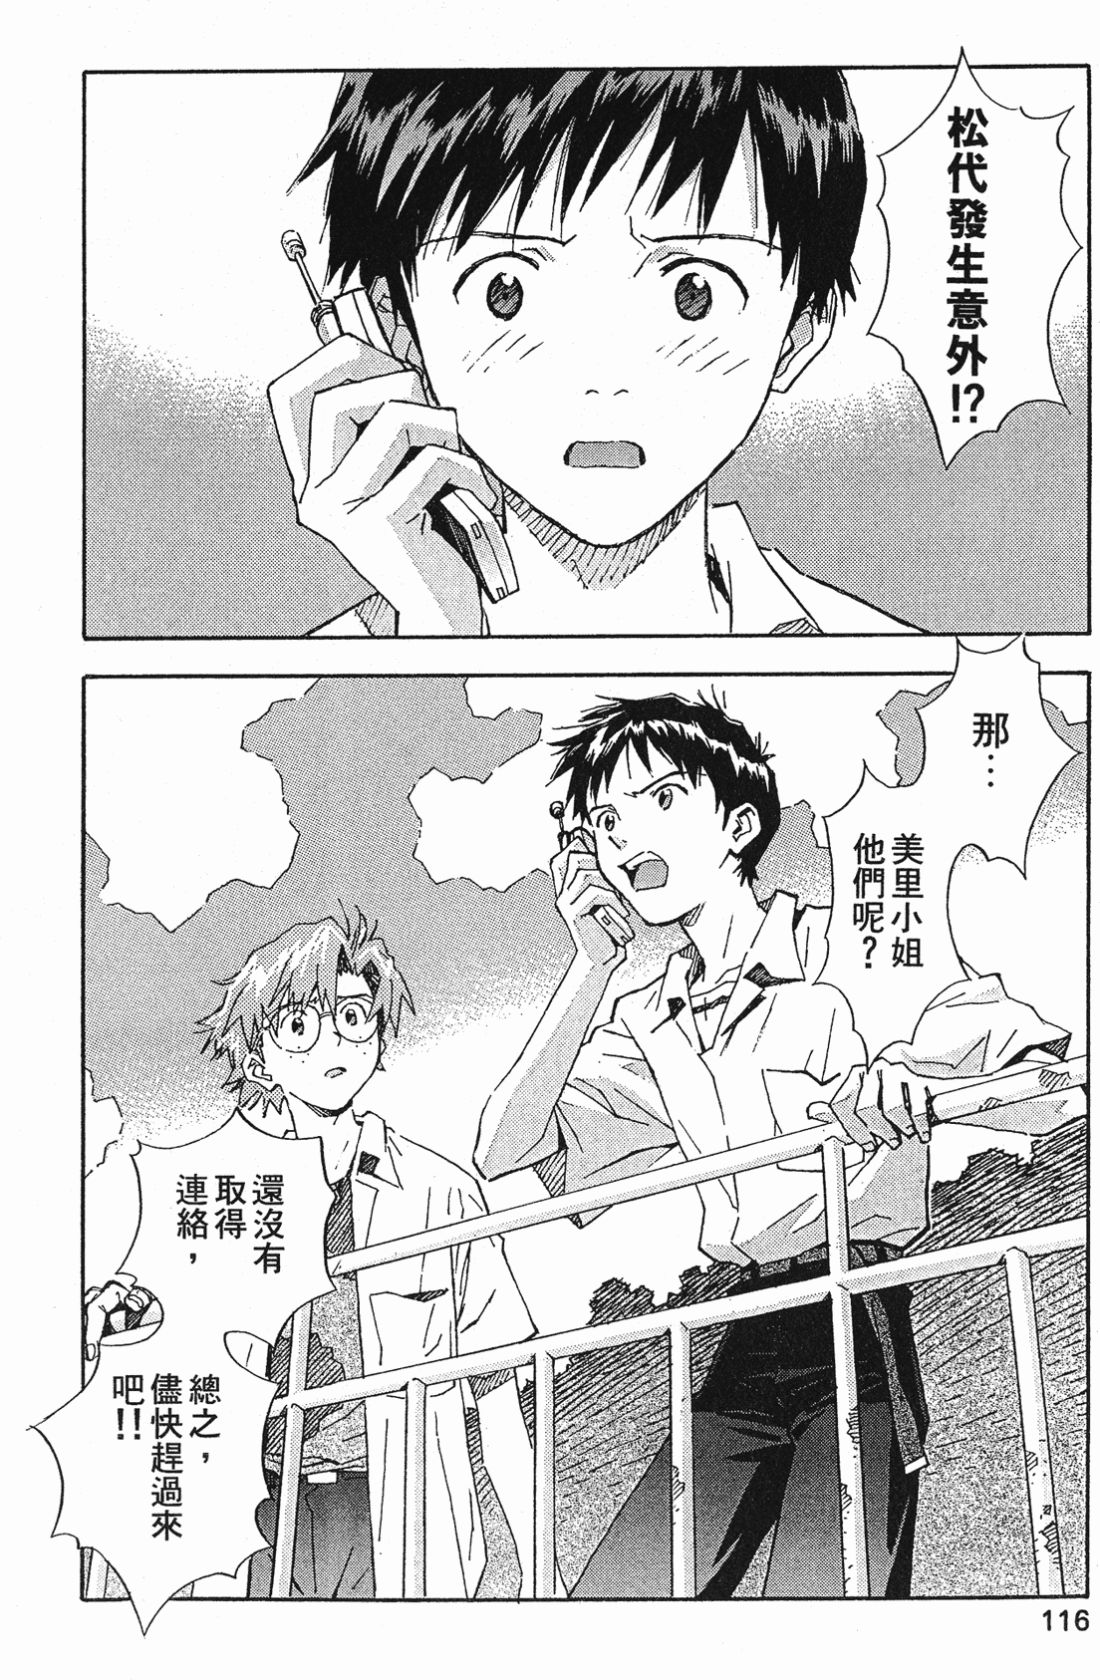 松代發生意外!?
那…
美里小姐
他們呢？
還沒有
取得
連絡，
總之，
儘快趕過來
吧!!
116